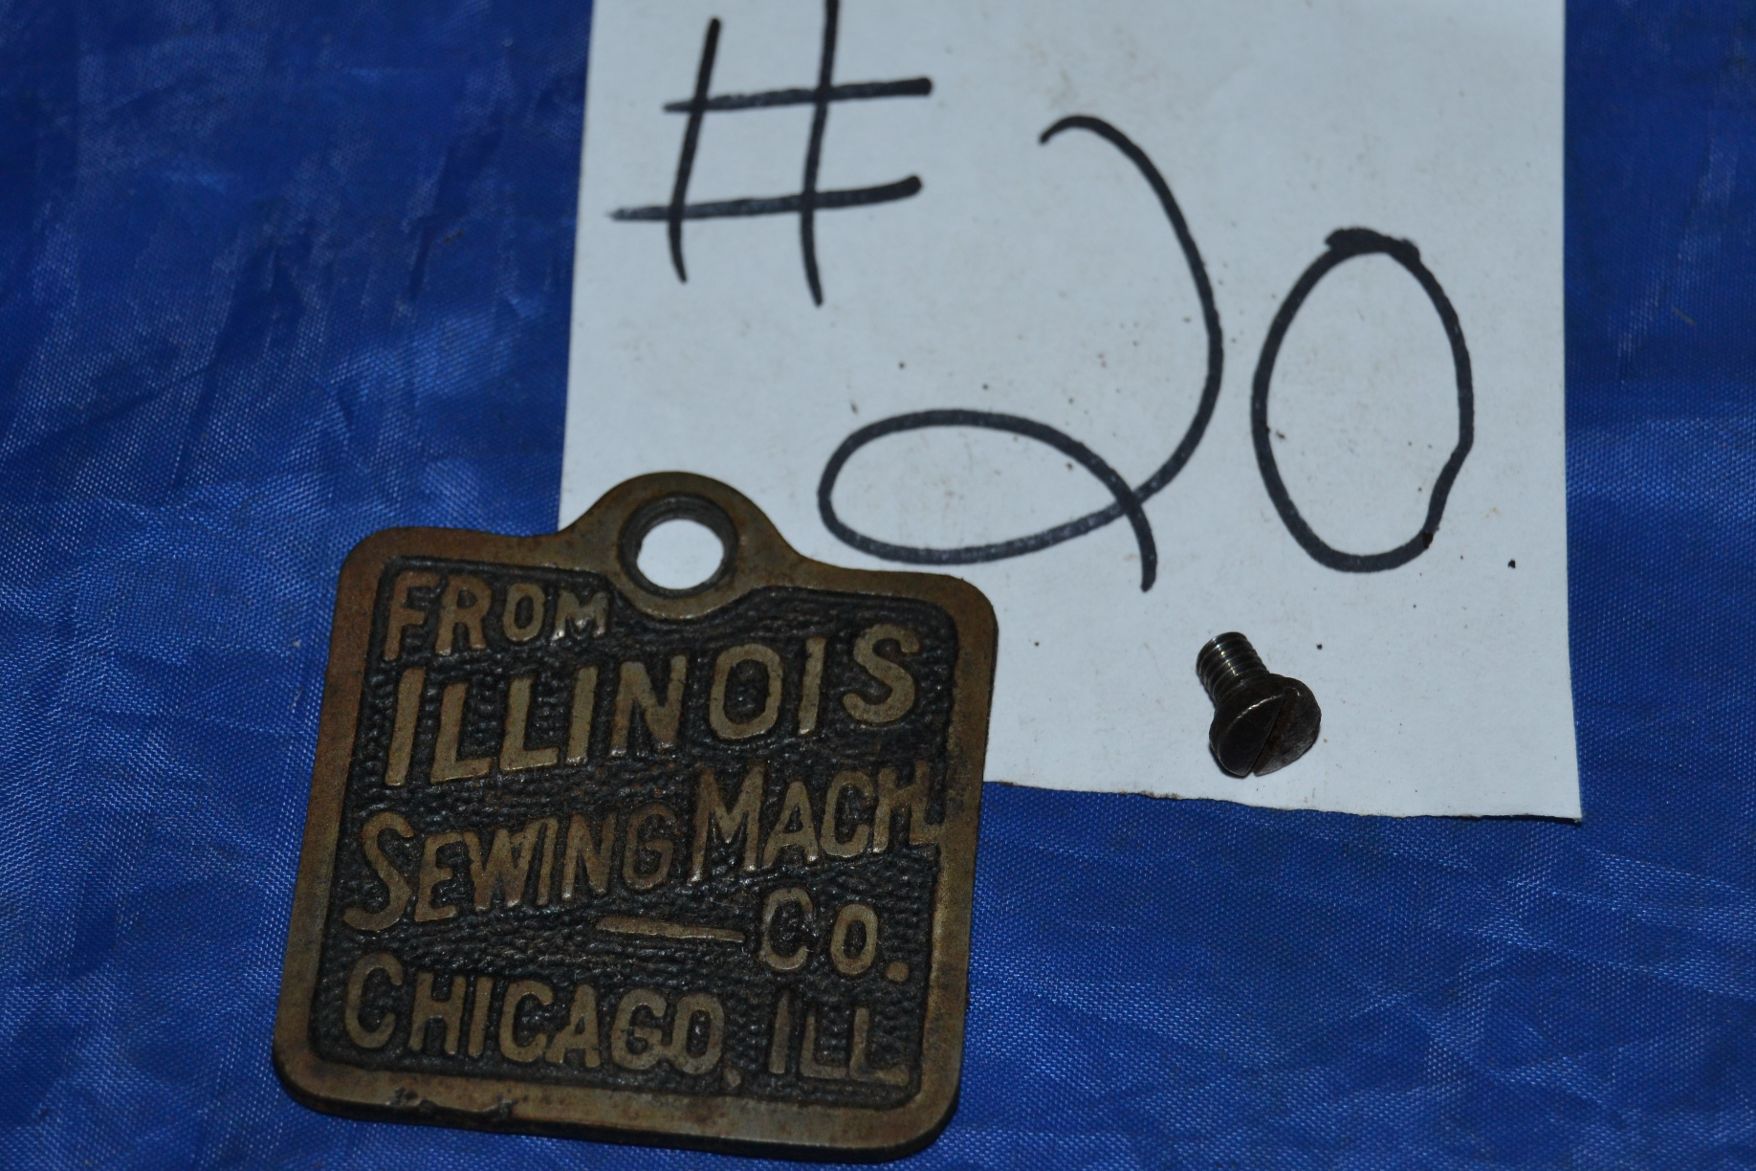 #20
FROM
ILLINOIS
SEWING MACH.
— CO.
CHICAGO, ILL.